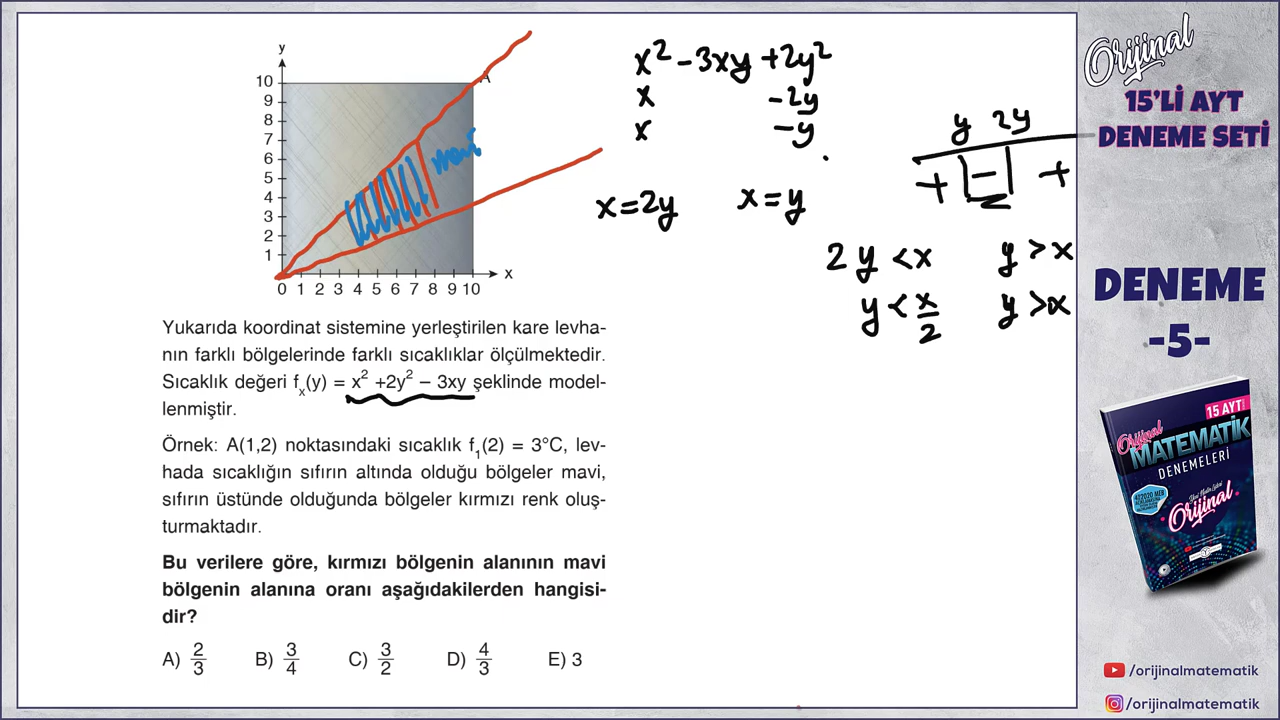 y
A
10
9
8
7
6
5
4
3
2
1
0 1 2 3 4 5 6 7 8 9 10
x
mavi
Yukarıda koordinat sistemine yerleştirilen kare levha-
nın farklı bölgelerinde farklı sıcaklıklar ölçülmektedir.
Sıcaklık değeri fₓ(y) = x² +2y² – 3xy şeklinde model-
lenmiştir.
Örnek: A(1,2) noktasındaki sıcaklık f₁(2) = 3°C, lev-
hada sıcaklığın sıfırın altında olduğu bölgeler mavi,
sıfırın üstünde olduğunda bölgeler kırmızı renk oluş-
turmaktadır.
Bu verilere göre, kırmızı bölgenin alanının mavi
bölgenin alanına oranı aşağıdakilerden hangisi-
dir?
A) 2/3 B) 3/4 C) 3/2 D) 4/3 E) 3
x² -3xy +2y²
x -2y
x -y
x=2y x=y
y 2y
+ - +
2y <x y >x
y < x/2 y >x
Orijinal
15'Lİ AYT
DENEME SETİ
DENEME
-5-
15 AYT
Orijinal
MATEMATİK
DENEMELERİ
Orijinal
/orijinalmatematik
/orijinalmatematik